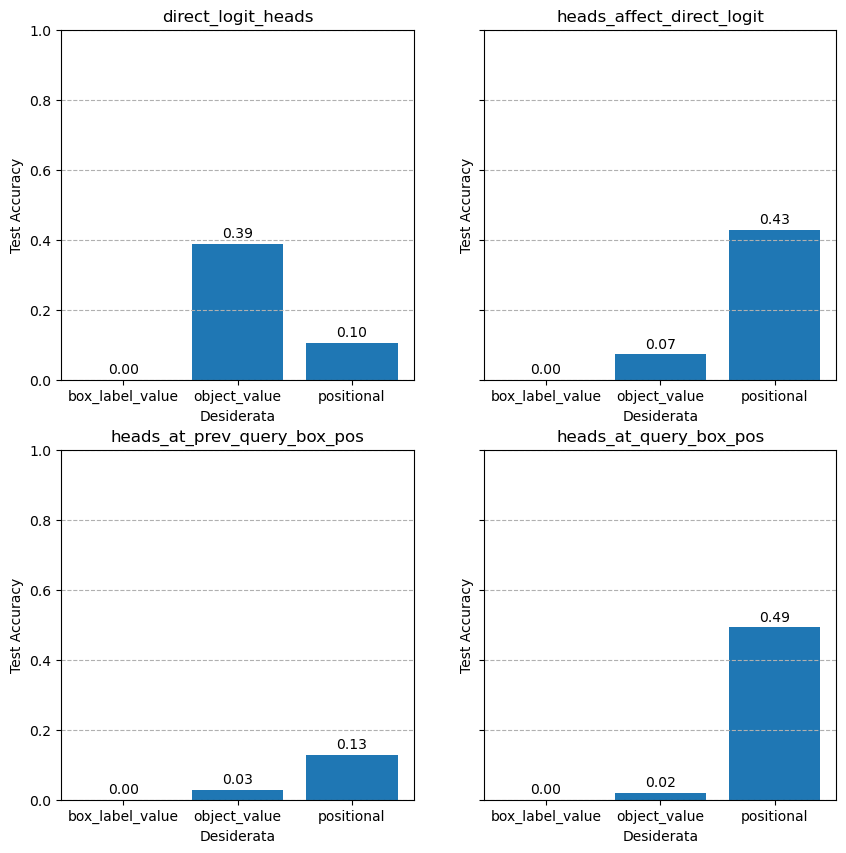 direct_logit_heads
1.0
0.8
0.6
0.4
0.2
0.0
Test Accuracy
0.00
0.39
0.10
box_label_value object_value positional
Desiderata
heads_affect_direct_logit
Test Accuracy
0.00
0.07
0.43
box_label_value object_value positional
Desiderata
heads_at_prev_query_box_pos
1.0
0.8
0.6
0.4
0.2
0.0
Test Accuracy
0.00
0.03
0.13
box_label_value object_value positional
Desiderata
heads_at_query_box_pos
Test Accuracy
0.00
0.02
0.49
box_label_value object_value positional
Desiderata